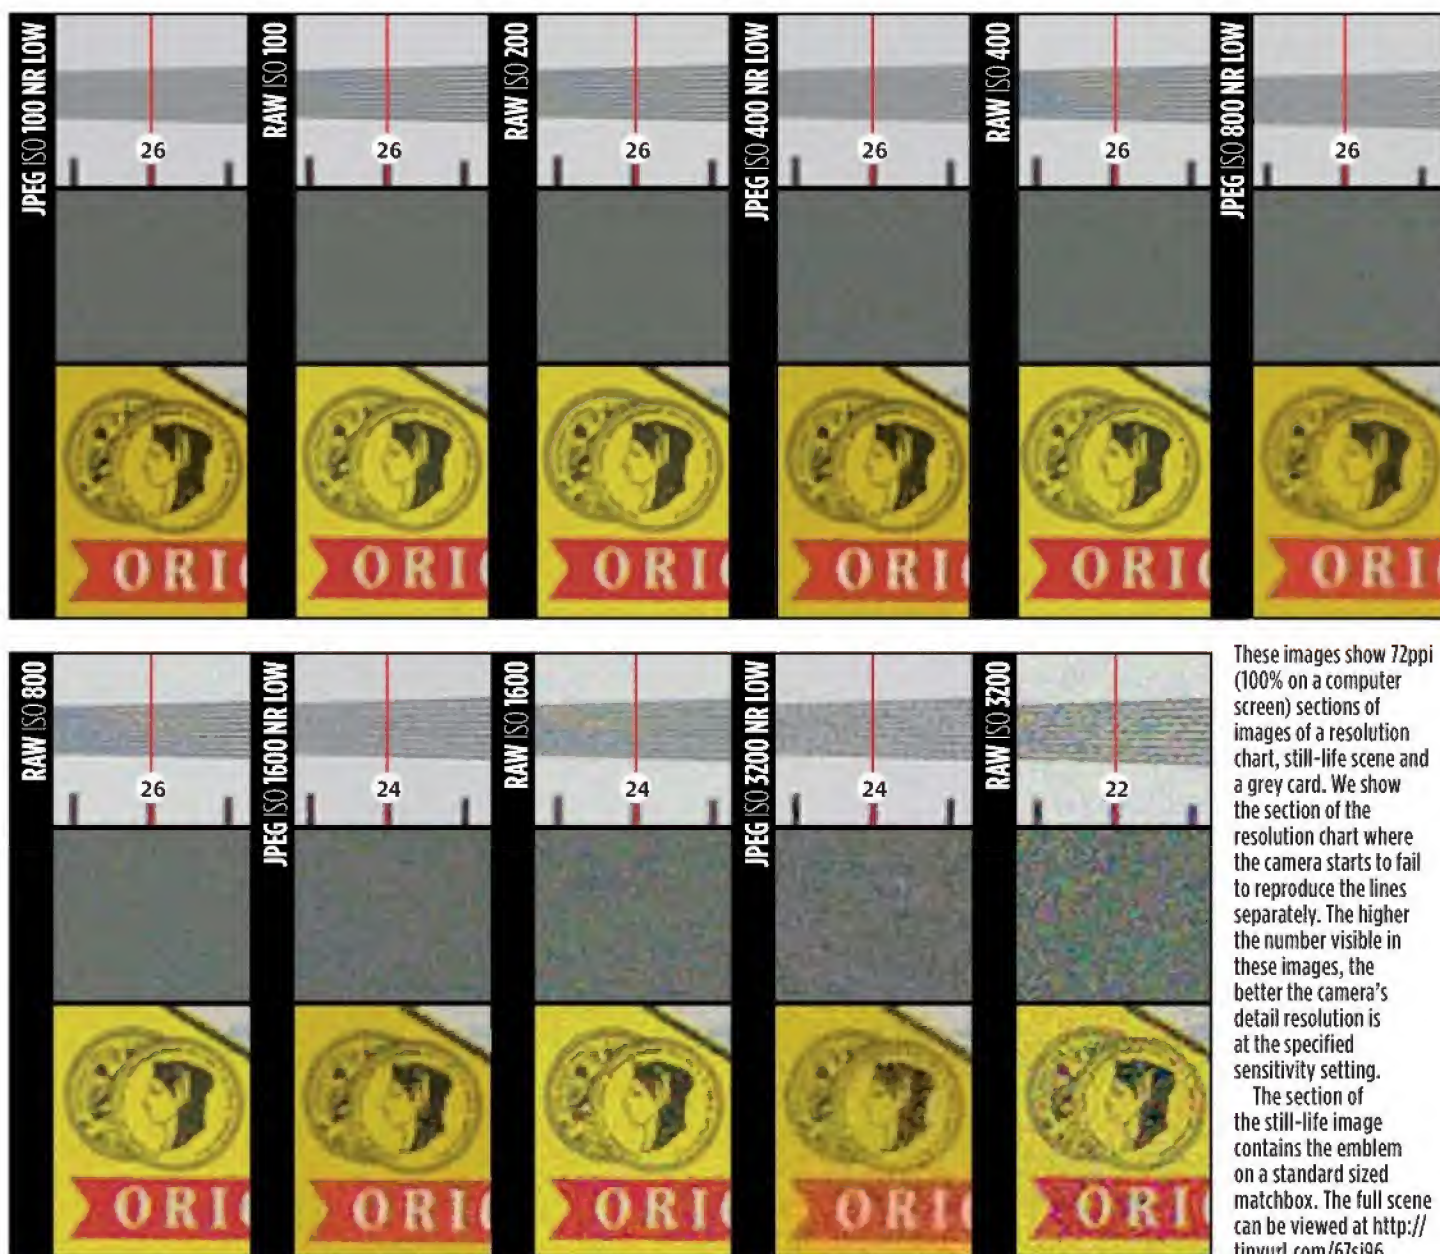 JPEG ISO 100 NR LOW
26
ORI
RAW ISO 100
26
ORI
RAW ISO 200
26
ORI
JPEG ISO 400 NR LOW
26
ORI
RAW ISO 400
26
ORI
JPEG ISO 800 NR LOW
26
ORI
RAW ISO 800
26
ORI
JPEG ISO 1600 NR LOW
24
ORI
RAW ISO 1600
24
ORI
JPEG ISO 3200 NR LOW
24
ORI
RAW ISO 3200
22
ORI
These images show 72ppi
(100% on a computer
screen) sections of
images of a resolution
chart, still-life scene and
a grey card. We show
the section of the
resolution chart where
the camera starts to fail
to reproduce the lines
separately. The higher
the number visible in
these images, the
better the camera's
detail resolution is
at the specified
sensitivity setting.
The section of
the still-life image
contains the emblem
on a standard sized
matchbox. The full scene
can be viewed at http://